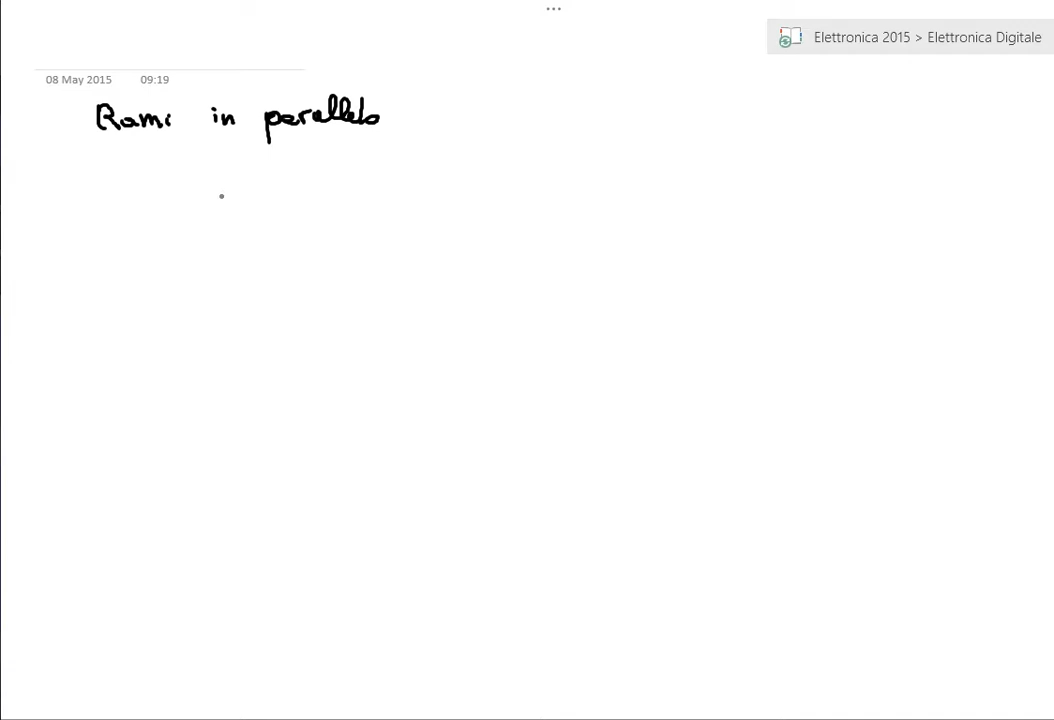 ...
Elettronica 2015 > Elettronica Digitale
08 May 2015 09:19
Rami in parallelo